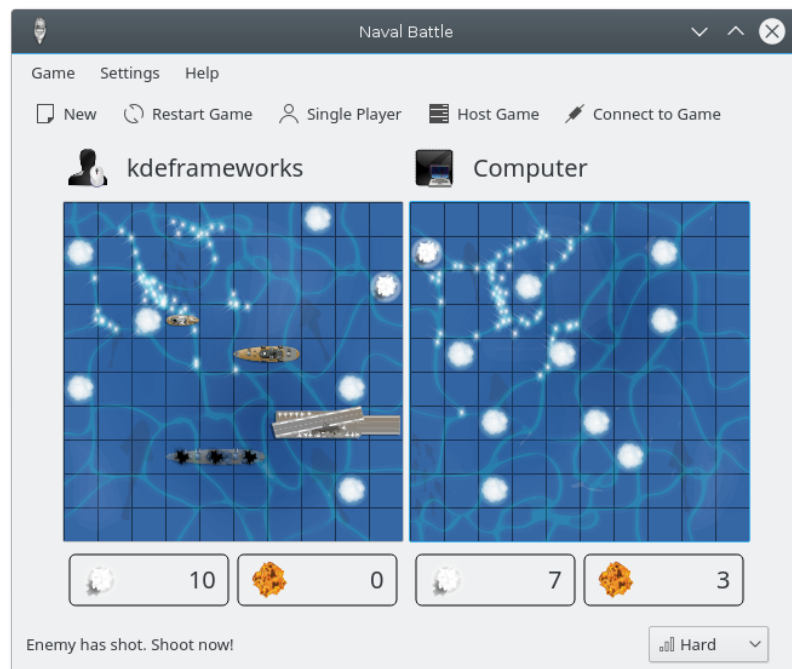 Naval Battle
Game Settings Help
New Restart Game Single Player Host Game Connect to Game
kdeframeworks Computer
10 0 7 3
Enemy has shot. Shoot now! Hard